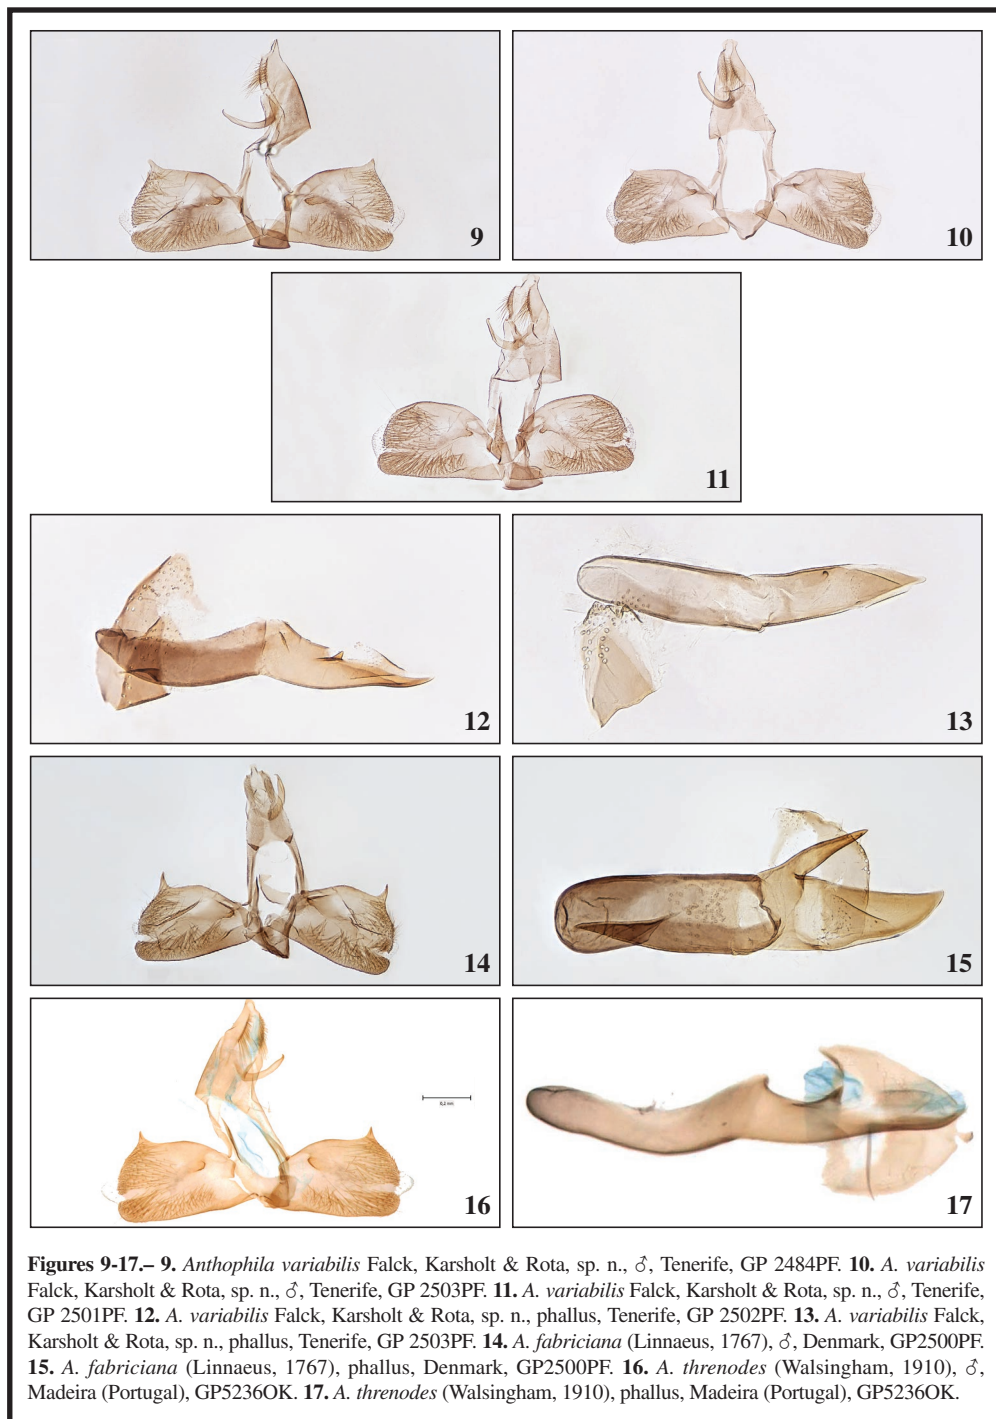 9
10
11
12
13
14
15
0,2 mm
16
17
Figures 9-17.– 9. Anthophila variabilis Falck, Karsholt & Rota, sp. n., ♂, Tenerife, GP 2484PF. 10. A. variabilis
Falck, Karsholt & Rota, sp. n., ♂, Tenerife, GP 2503PF. 11. A. variabilis Falck, Karsholt & Rota, sp. n., ♂, Tenerife,
GP 2501PF. 12. A. variabilis Falck, Karsholt & Rota, sp. n., phallus, Tenerife, GP 2502PF. 13. A. variabilis Falck,
Karsholt & Rota, sp. n., phallus, Tenerife, GP 2503PF. 14. A. fabriciana (Linnaeus, 1767), ♂, Denmark, GP2500PF.
15. A. fabriciana (Linnaeus, 1767), phallus, Denmark, GP2500PF. 16. A. threnodes (Walsingham, 1910), ♂,
Madeira (Portugal), GP5236OK. 17. A. threnodes (Walsingham, 1910), phallus, Madeira (Portugal), GP5236OK.